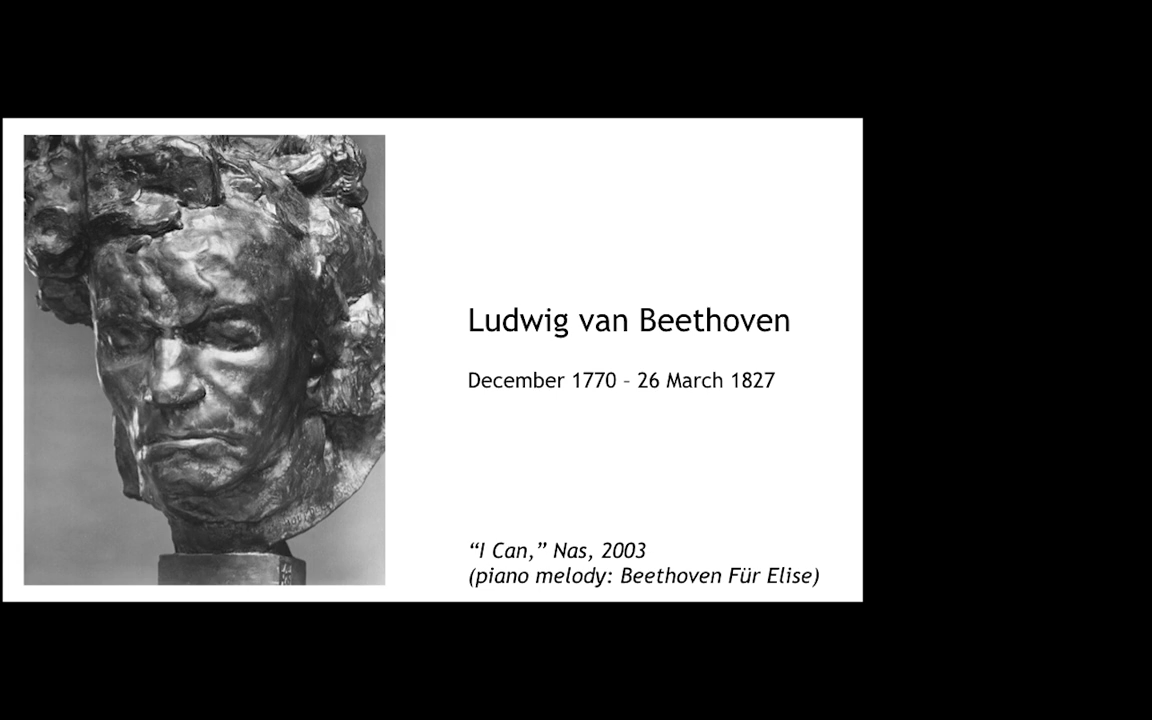 Ludwig van Beethoven
December 1770 – 26 March 1827
“I Can,” Nas, 2003
(piano melody: Beethoven Für Elise)